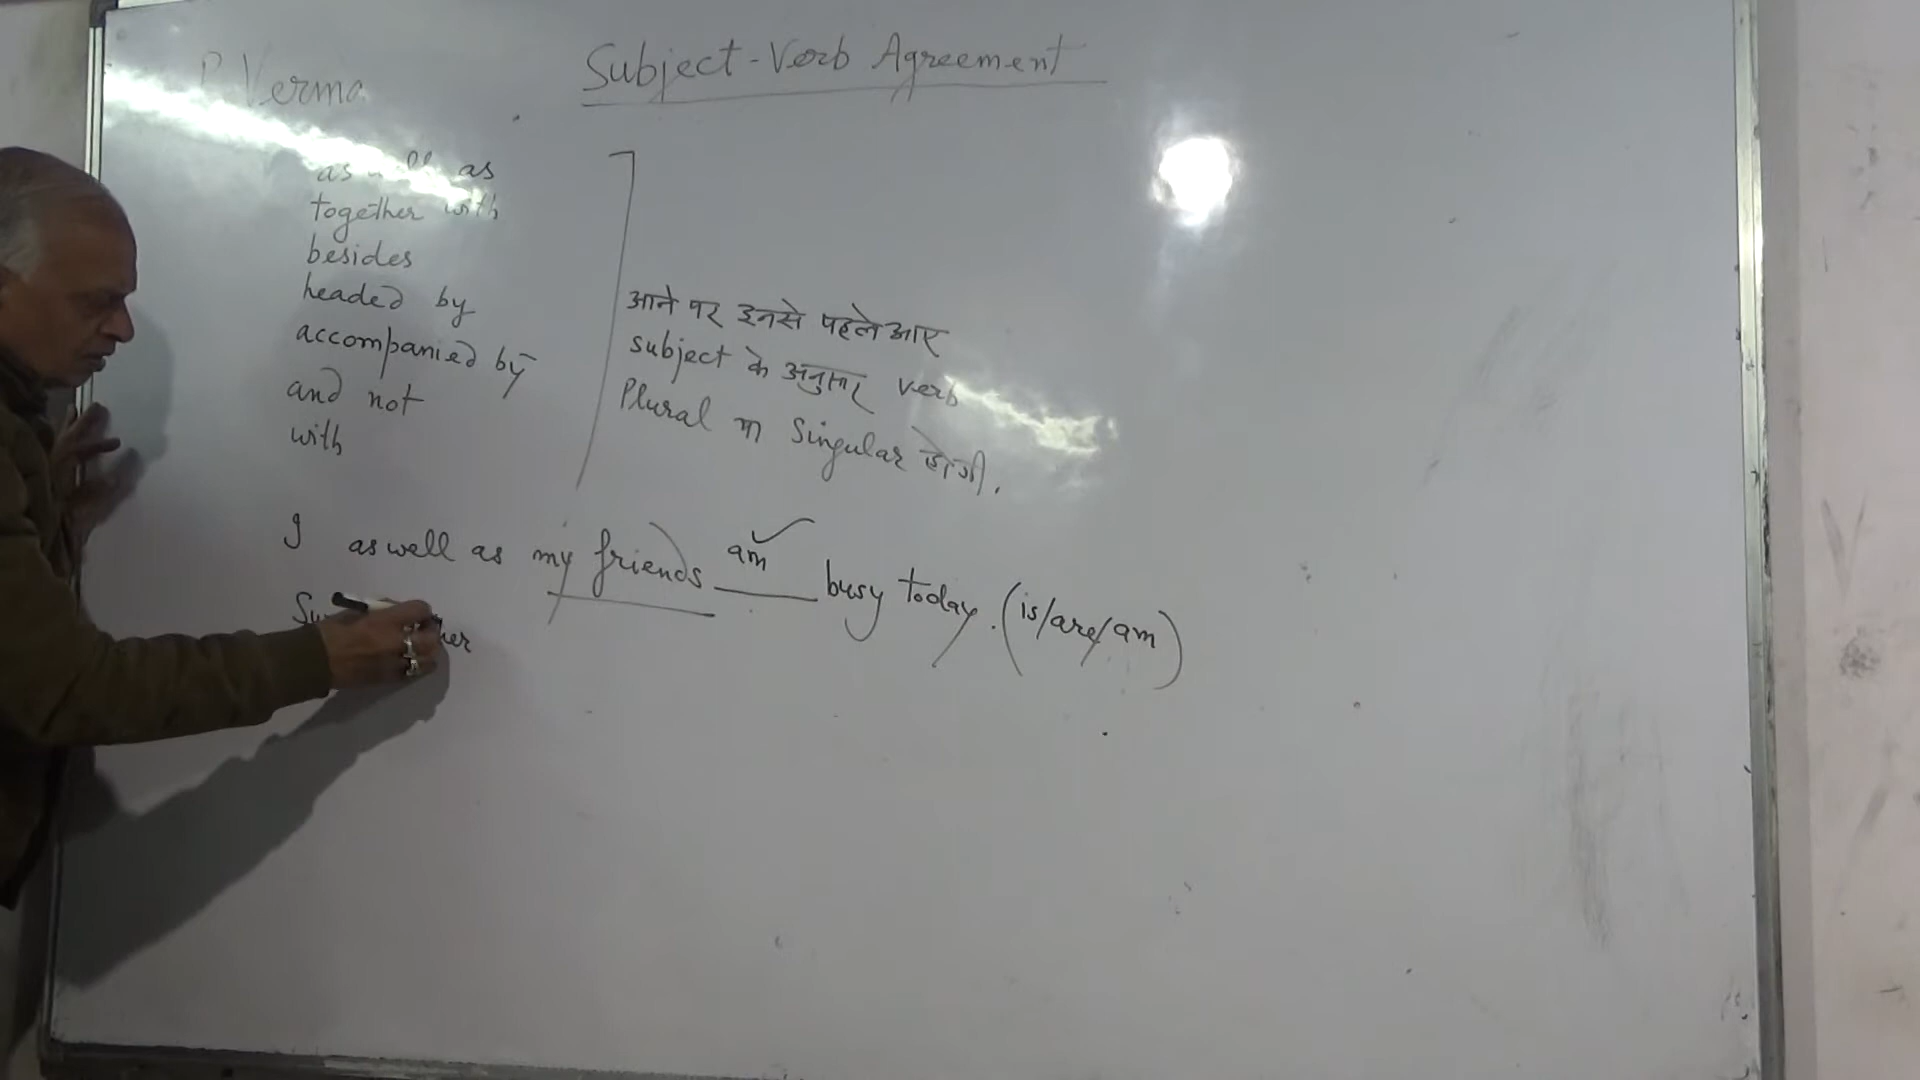 P Verma
Subject-Verb Agreement
as well as
together with
besides
headed by
accompanied by
and not
with
आने पर इनसे पहले आए
subject के अनुसार verb
Plural या Singular होगी.
I as well as my friends am busy today. (is/are/am)